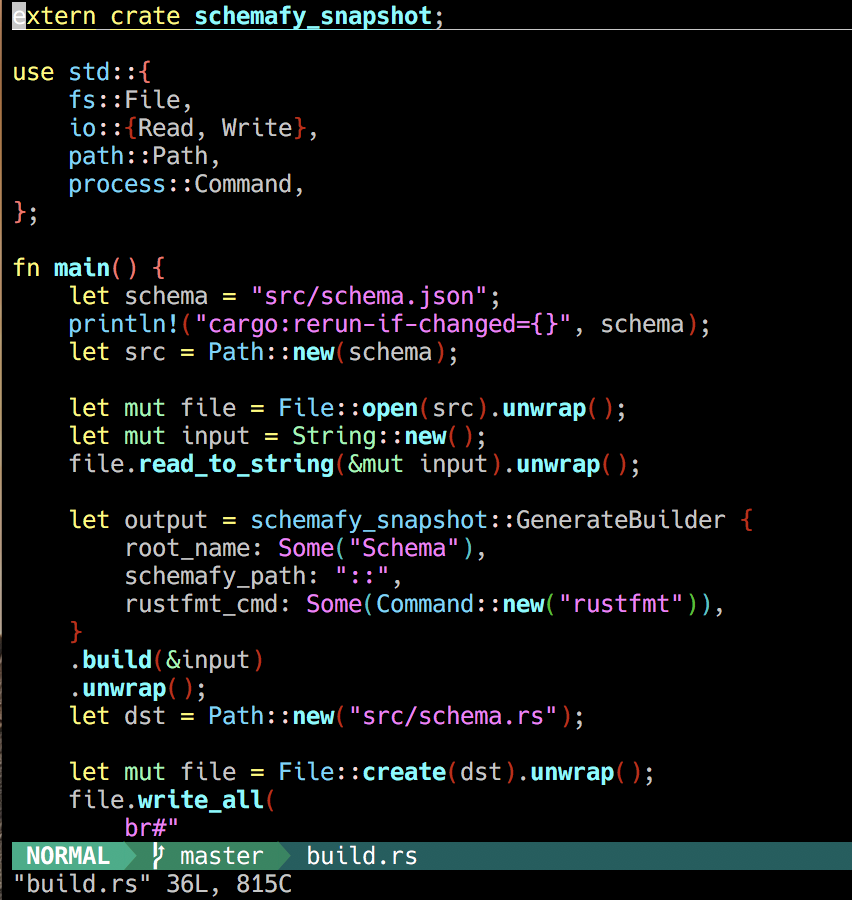 extern crate schemafy_snapshot;

use std::{
    fs::File,
    io::{Read, Write},
    path::Path,
    process::Command,
};

fn main() {
    let schema = "src/schema.json";
    println!("cargo:rerun-if-changed={}", schema);
    let src = Path::new(schema);

    let mut file = File::open(src).unwrap();
    let mut input = String::new();
    file.read_to_string(&mut input).unwrap();

    let output = schemafy_snapshot::GenerateBuilder {
        root_name: Some("Schema"),
        schemafy_path: "::",
        rustfmt_cmd: Some(Command::new("rustfmt")),
    }
    .build(&input)
    .unwrap();
    let dst = Path::new("src/schema.rs");

    let mut file = File::create(dst).unwrap();
    file.write_all(
        br#"
NORMAL master build.rs
"build.rs" 36L, 815C